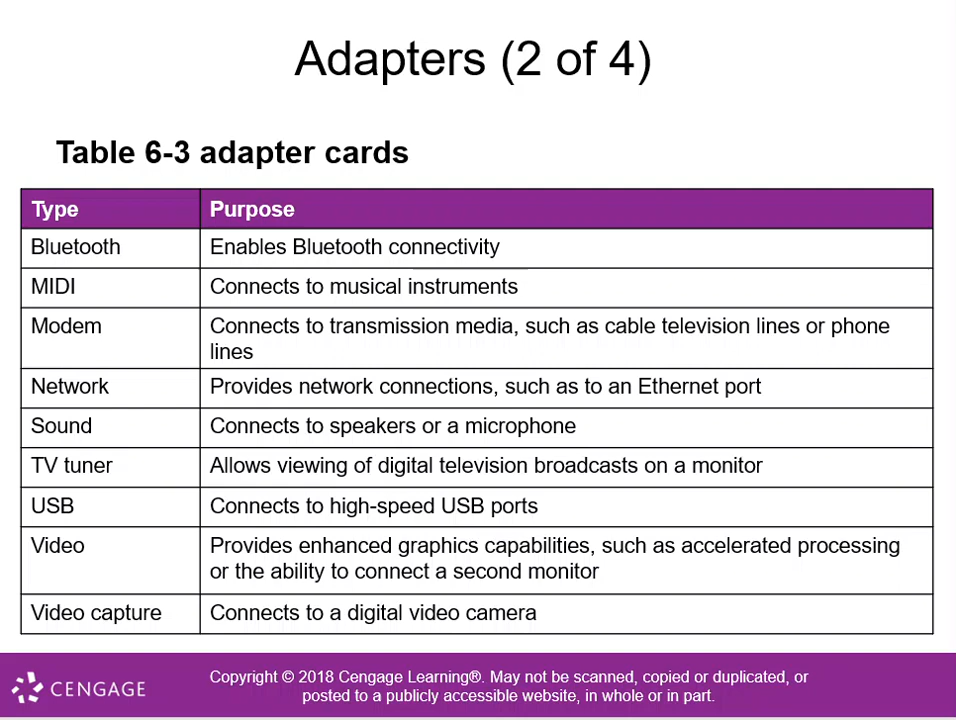 Adapters (2 of 4)
Table 6-3 adapter cards
Type Purpose
Bluetooth Enables Bluetooth connectivity
MIDI Connects to musical instruments
Modem Connects to transmission media, such as cable television lines or phone
lines
Network Provides network connections, such as to an Ethernet port
Sound Connects to speakers or a microphone
TV tuner Allows viewing of digital television broadcasts on a monitor
USB Connects to high-speed USB ports
Video Provides enhanced graphics capabilities, such as accelerated processing
or the ability to connect a second monitor
Video capture Connects to a digital video camera
CENGAGE
Copyright © 2018 Cengage Learning®. May not be scanned, copied or duplicated, or
posted to a publicly accessible website, in whole or in part.